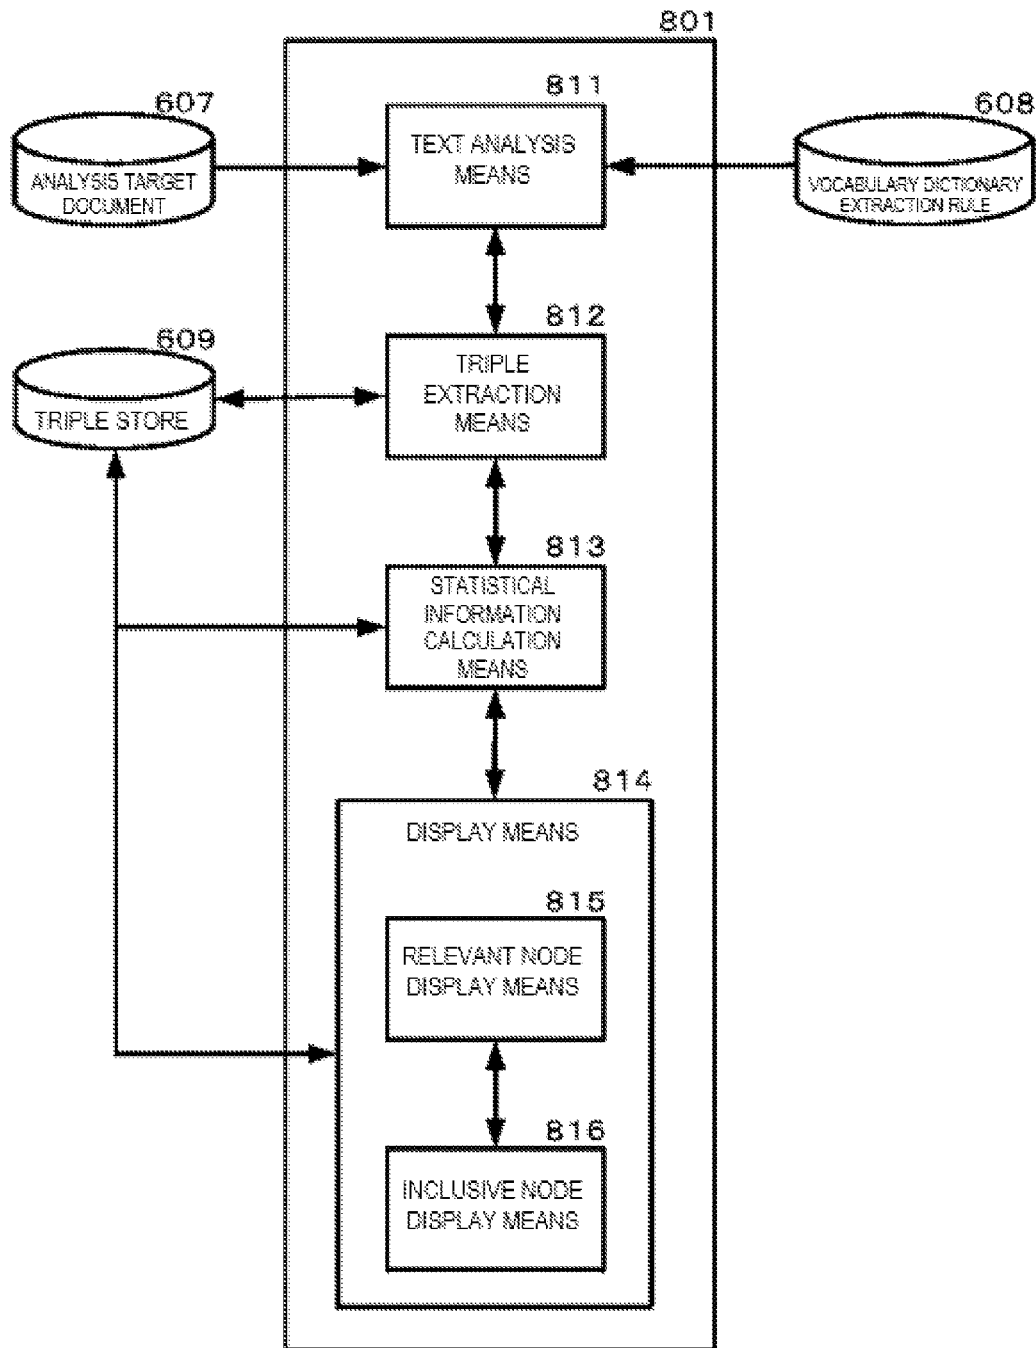 801
811
607
608
TEXT ANALYSIS
MEANS
ANALYSIS TARGET
DOCUMENT
VOCABULARY DICTIONARY
EXTRACTION RULE
812
609
TRIPLE
EXTRACTION
MEANS
TRIPLE STORE
813
STATISTICAL
INFORMATION
CALCULATION
MEANS
814
DISPLAY MEANS
815
RELEVANT NODE
DISPLAY MEANS
816
INCLUSIVE NODE
DISPLAY MEANS